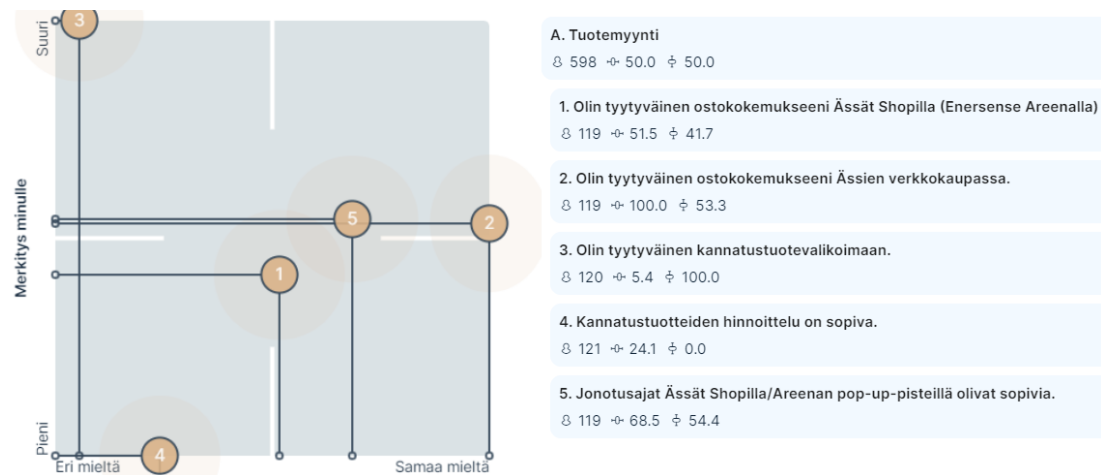 Suuri
Merkitys minulle
Pieni
Eri mieltä
Samaa mieltä
3
5
2
1
4
A. Tuotemyynti
598 50.0 50.0
1. Olin tyytyväinen ostokokemukseeni Ässät Shopilla (Enersense Areenalla)
119 51.5 41.7
2. Olin tyytyväinen ostokokemukseeni Ässien verkkokaupassa.
119 100.0 53.3
3. Olin tyytyväinen kannatustuotevalikoimaan.
120 5.4 100.0
4. Kannatustuotteiden hinnoittelu on sopiva.
121 24.1 0.0
5. Jonotusajat Ässät Shopilla/Areenan pop-up-pisteillä olivat sopivia.
119 68.5 54.4